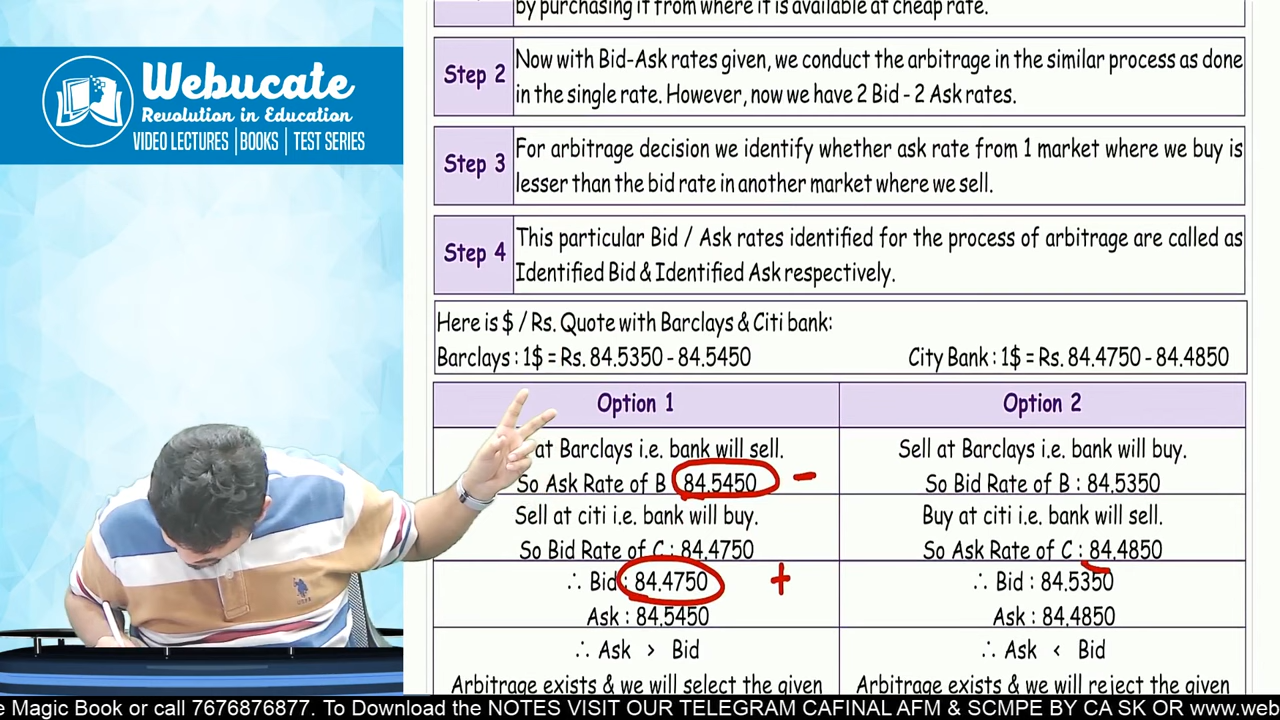 Webucate
Revolution in Education
VIDEO LECTURES | BOOKS | TEST SERIES
by purchasing it from where it is available at cheap rate.
Step 2
Now with Bid-Ask rates given, we conduct the arbitrage in the similar process as done
in the single rate. However, now we have 2 Bid - 2 Ask rates.
Step 3
For arbitrage decision we identify whether ask rate from 1 market where we buy is
lesser than the bid rate in another market where we sell.
Step 4
This particular Bid / Ask rates identified for the process of arbitrage are called as
Identified Bid & Identified Ask respectively.
Here is $ / Rs. Quote with Barclays & Citi bank:
Barclays : 1$ = Rs. 84.5350 - 84.5450
City Bank : 1$ = Rs. 84.4750 - 84.4850
Option 1
at Barclays i.e. bank will sell.
So Ask Rate of B 84.5450 -
Sell at citi i.e. bank will buy.
So Bid Rate of C : 84.4750
∴ Bid : 84.4750 +
Ask : 84.5450
∴ Ask > Bid
Arbitrage exists & we will select the given
Option 2
Sell at Barclays i.e. bank will buy.
So Bid Rate of B : 84.5350
Buy at citi i.e. bank will sell.
So Ask Rate of C : 84.4850
∴ Bid : 84.5350
Ask : 84.4850
∴ Ask < Bid
Arbitrage exists & we will reject the given
e Magic Book or call 7676876877. To Download the NOTES VISIT OUR TELEGRAM CAFINAL AFM & SCMPE BY CA SK OR www.web